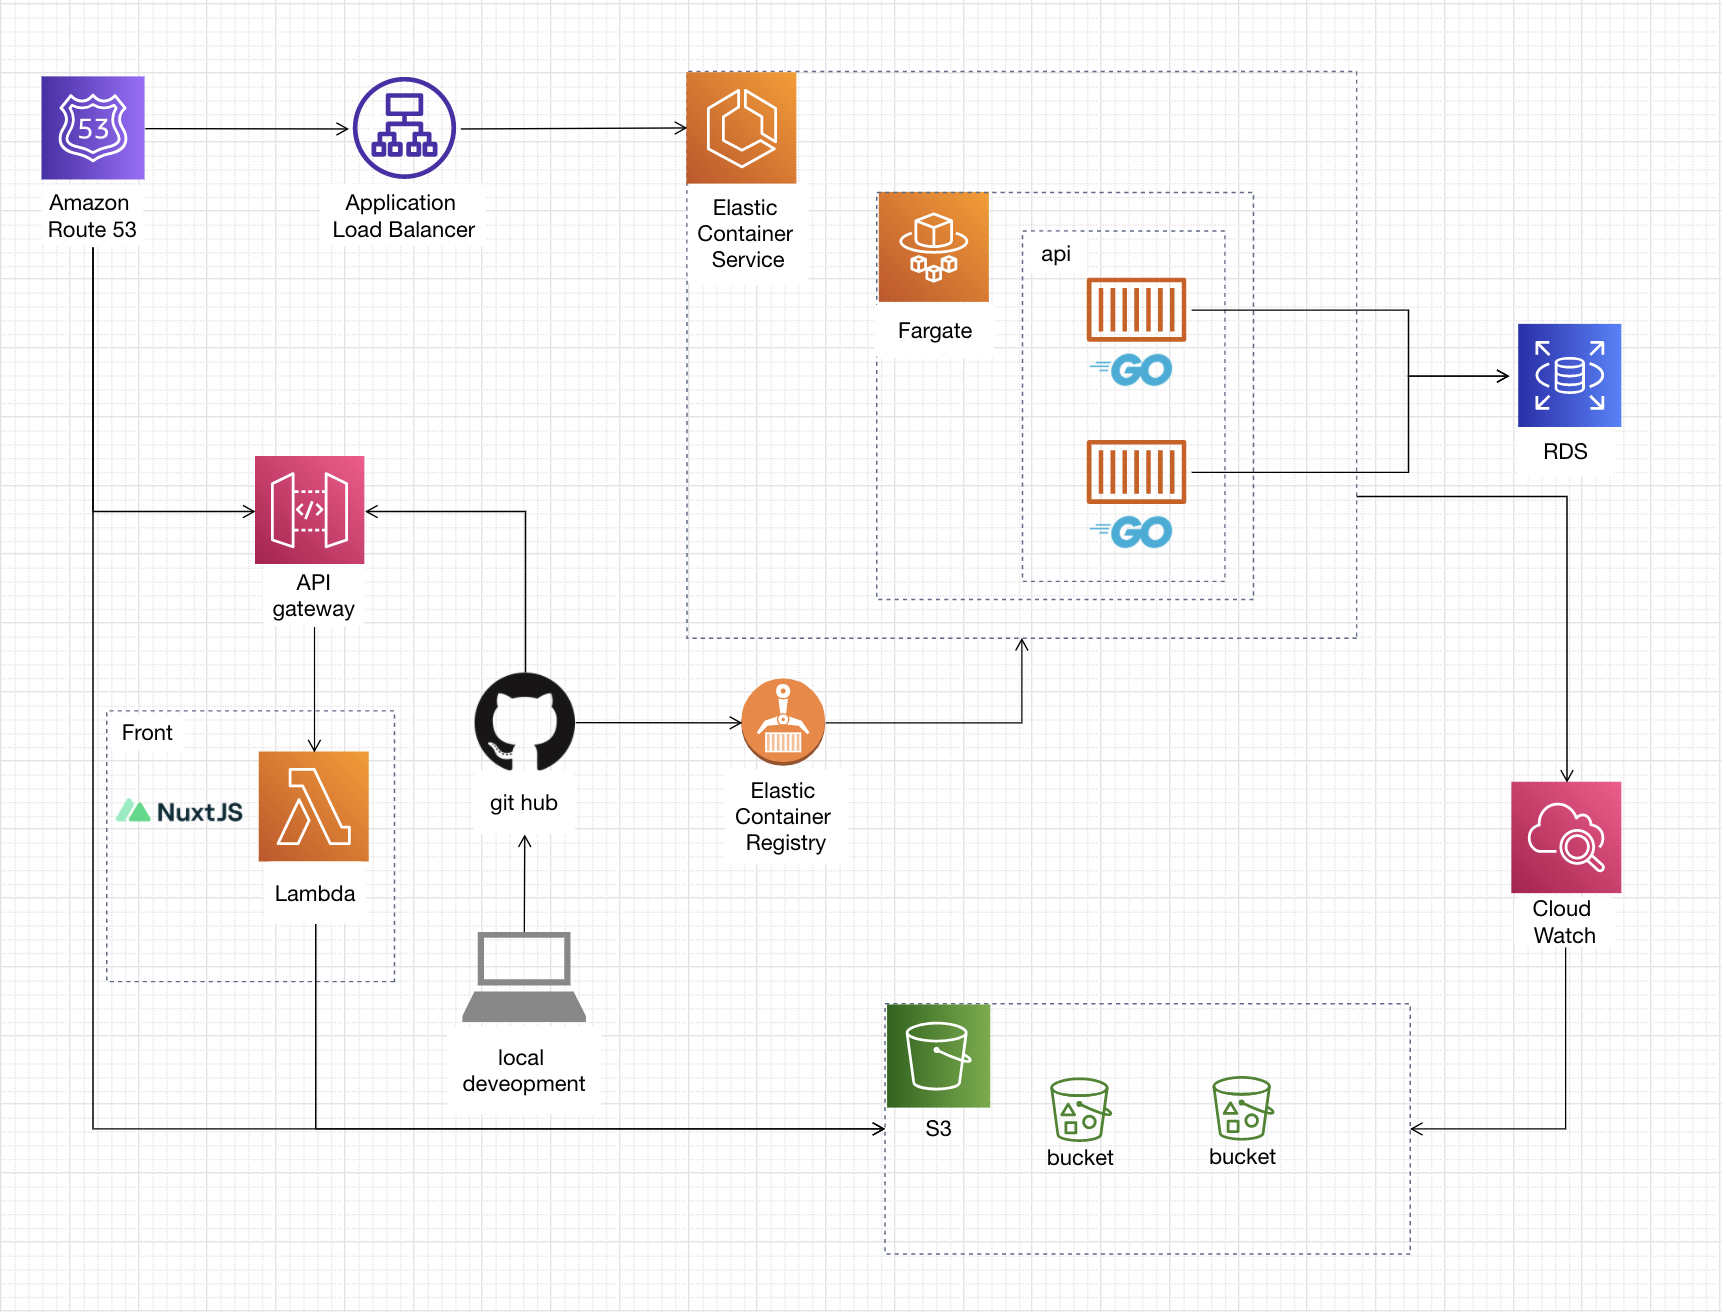 53
Amazon
Route 53
Application
Load Balancer
Elastic
Container
Service
Fargate
api
GO
GO
RDS
</>
API
gateway
Front
NuxtJS
Lambda
git hub
Elastic
Container
Registry
local
deveopment
Cloud
Watch
S3
bucket
bucket